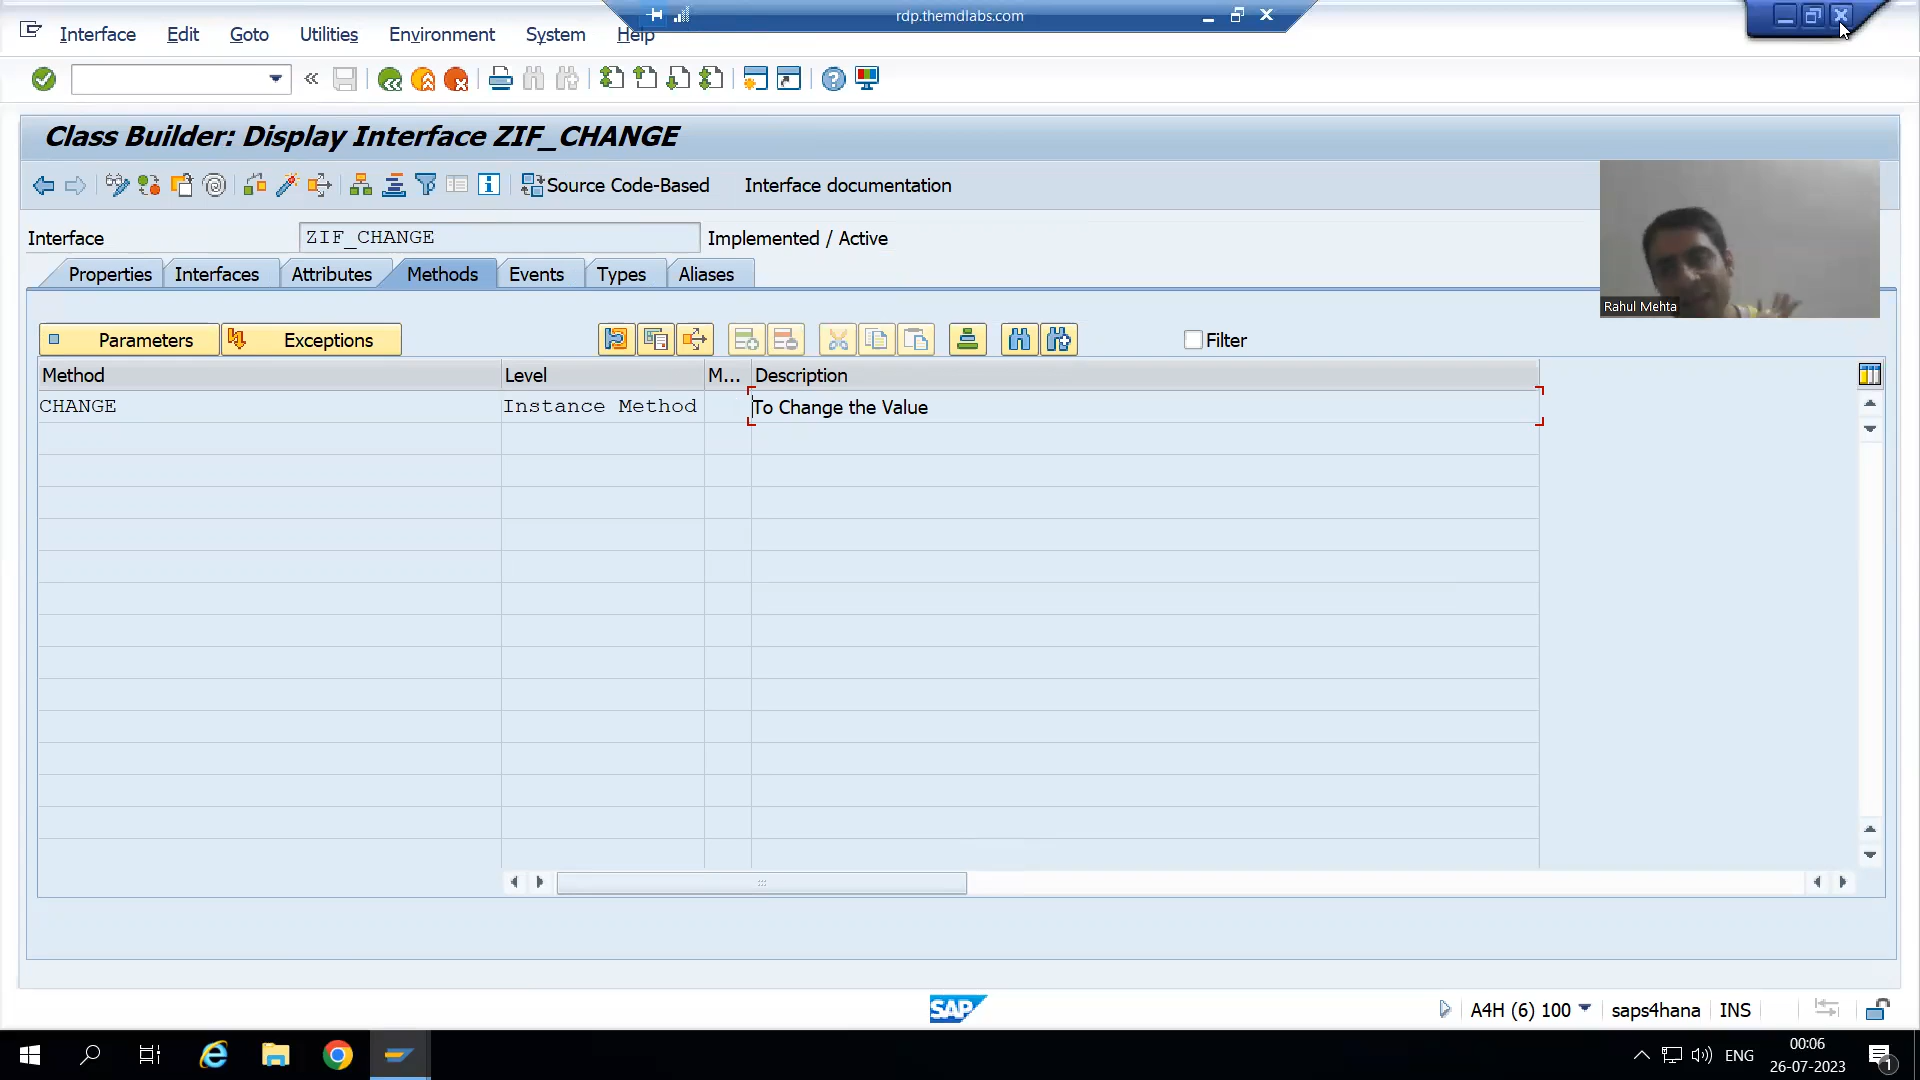 rdp.themdlabs.com
Interface Edit Goto Utilities Environment System Help
Class Builder: Display Interface ZIF_CHANGE
Source Code-Based Interface documentation
Interface ZIF_CHANGE Implemented / Active
Properties Interfaces Attributes Methods Events Types Aliases
Rahul Mehta
Parameters Exceptions Filter
Method Level M... Description
CHANGE Instance Method To Change the Value
SAP
A4H (6) 100 saps4hana INS
ENG
00:06
26-07-2023
1